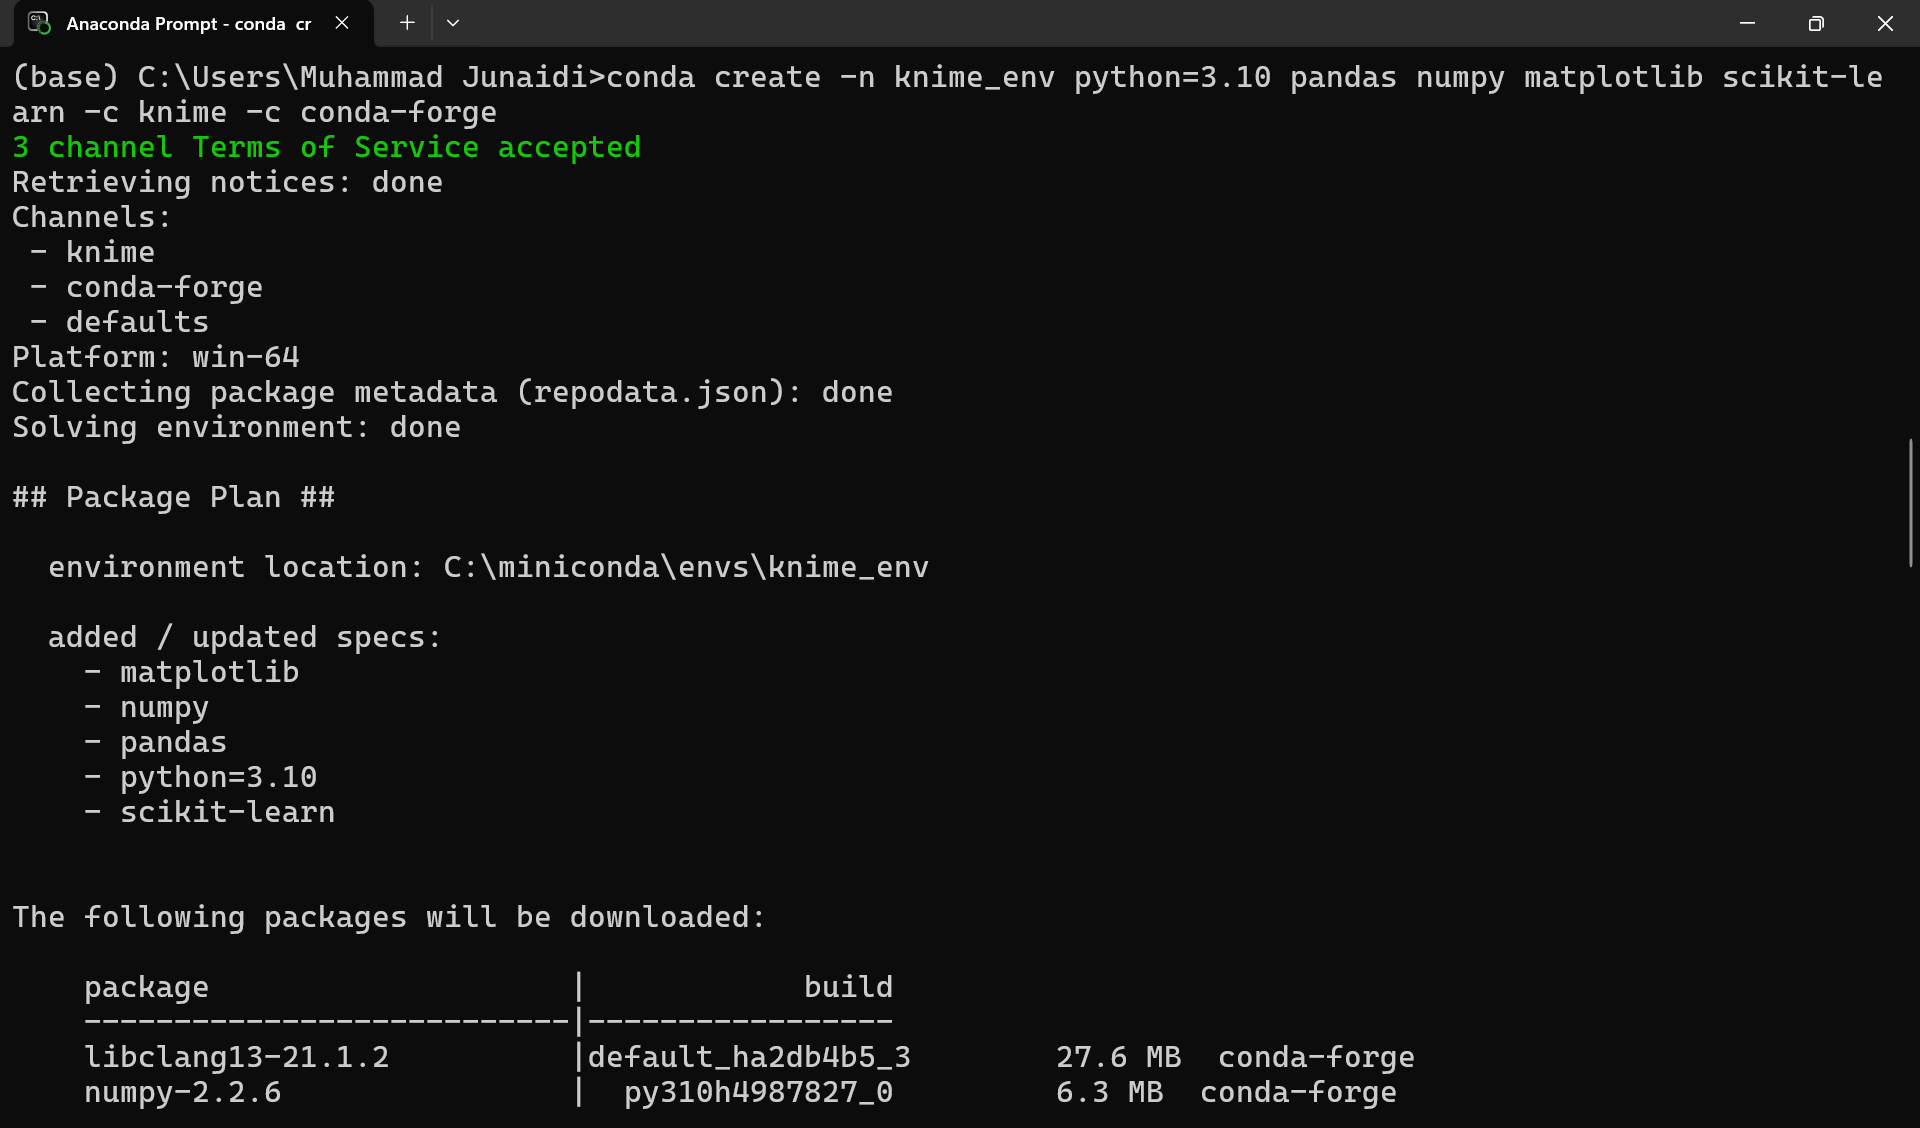 Anaconda Prompt - conda  cr
(base) C:\Users\Muhammad Junaidi>conda create -n knime_env python=3.10 pandas numpy matplotlib scikit-le
arn -c knime -c conda-forge
3 channel Terms of Service accepted
Retrieving notices: done
Channels:
 - knime
 - conda-forge
 - defaults
Platform: win-64
Collecting package metadata (repodata.json): done
Solving environment: done
## Package Plan ##
  environment location: C:\miniconda\envs\knime_env
  added / updated specs:
    - matplotlib
    - numpy
    - pandas
    - python=3.10
    - scikit-learn
The following packages will be downloaded:
    package                    |            build
    ---------------------------|-----------------
    libclang13-21.1.2          |default_ha2db4b5_3        27.6 MB  conda-forge
    numpy-2.2.6                |  py310h4987827_0         6.3 MB  conda-forge